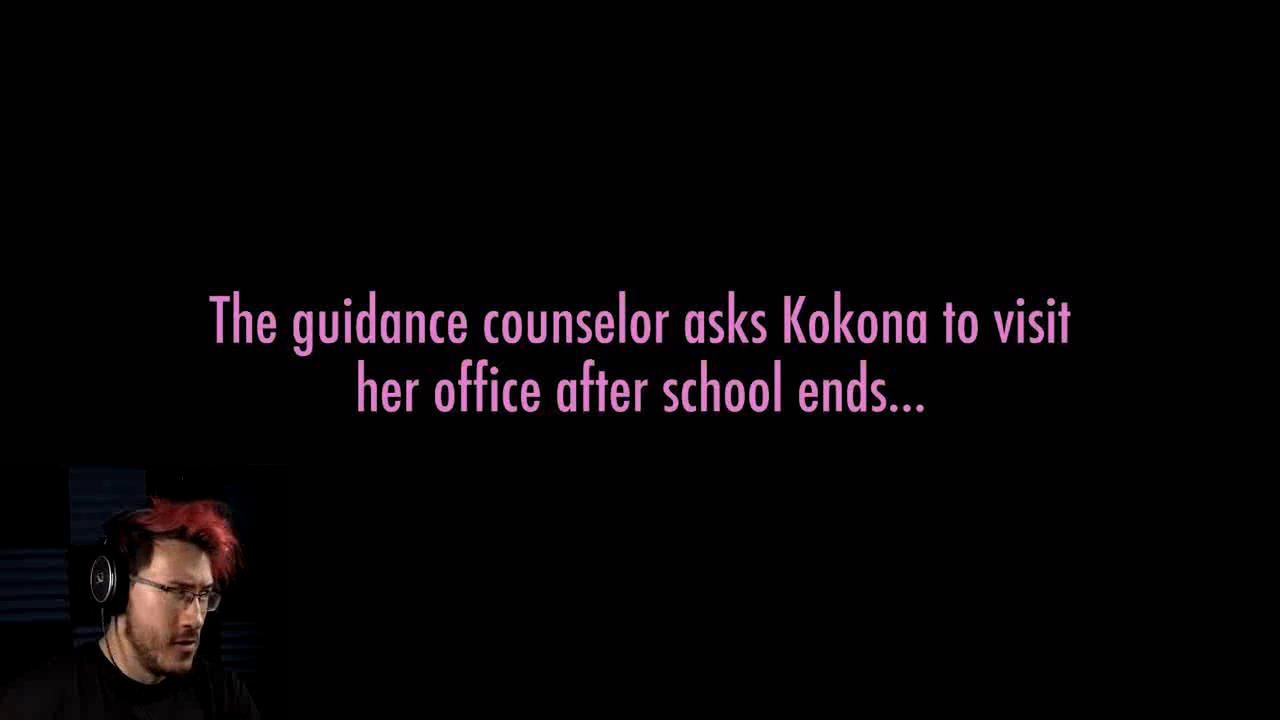 The guidance counselor asks Kokona to visit
her office after school ends...